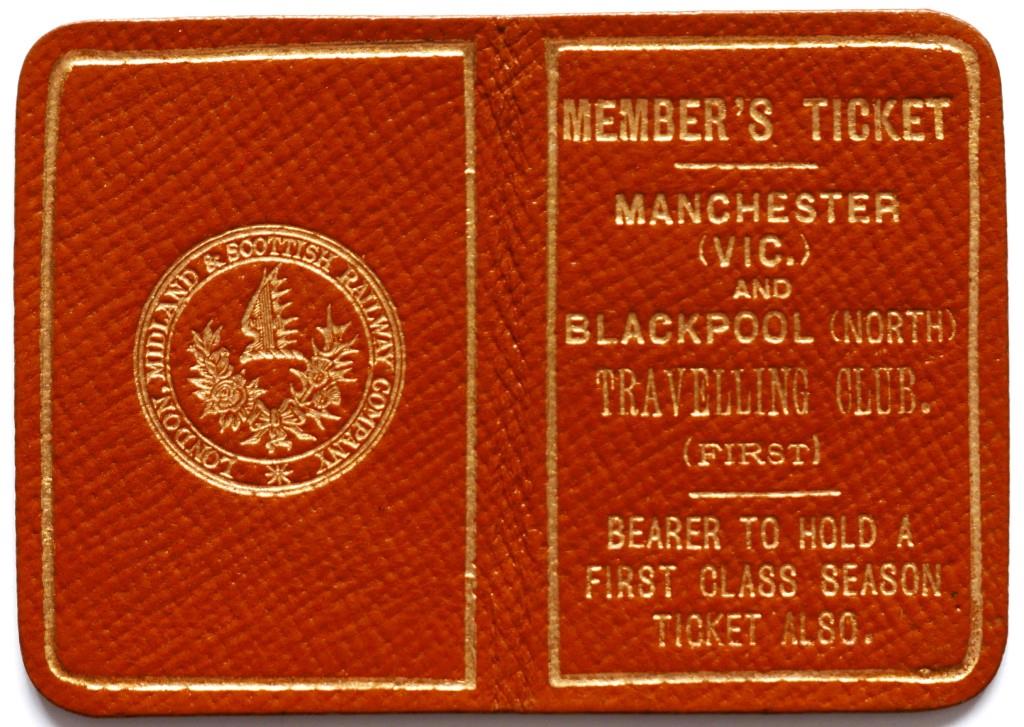 LONDON, MIDLAND & SCOTTISH RAILWAY COMPANY
MEMBER'S TICKET
MANCHESTER
(VIC.)
AND
BLACKPOOL (NORTH)
TRAVELLING CLUB.
(FIRST)
BEARER TO HOLD A
FIRST CLASS SEASON
TICKET ALSO.